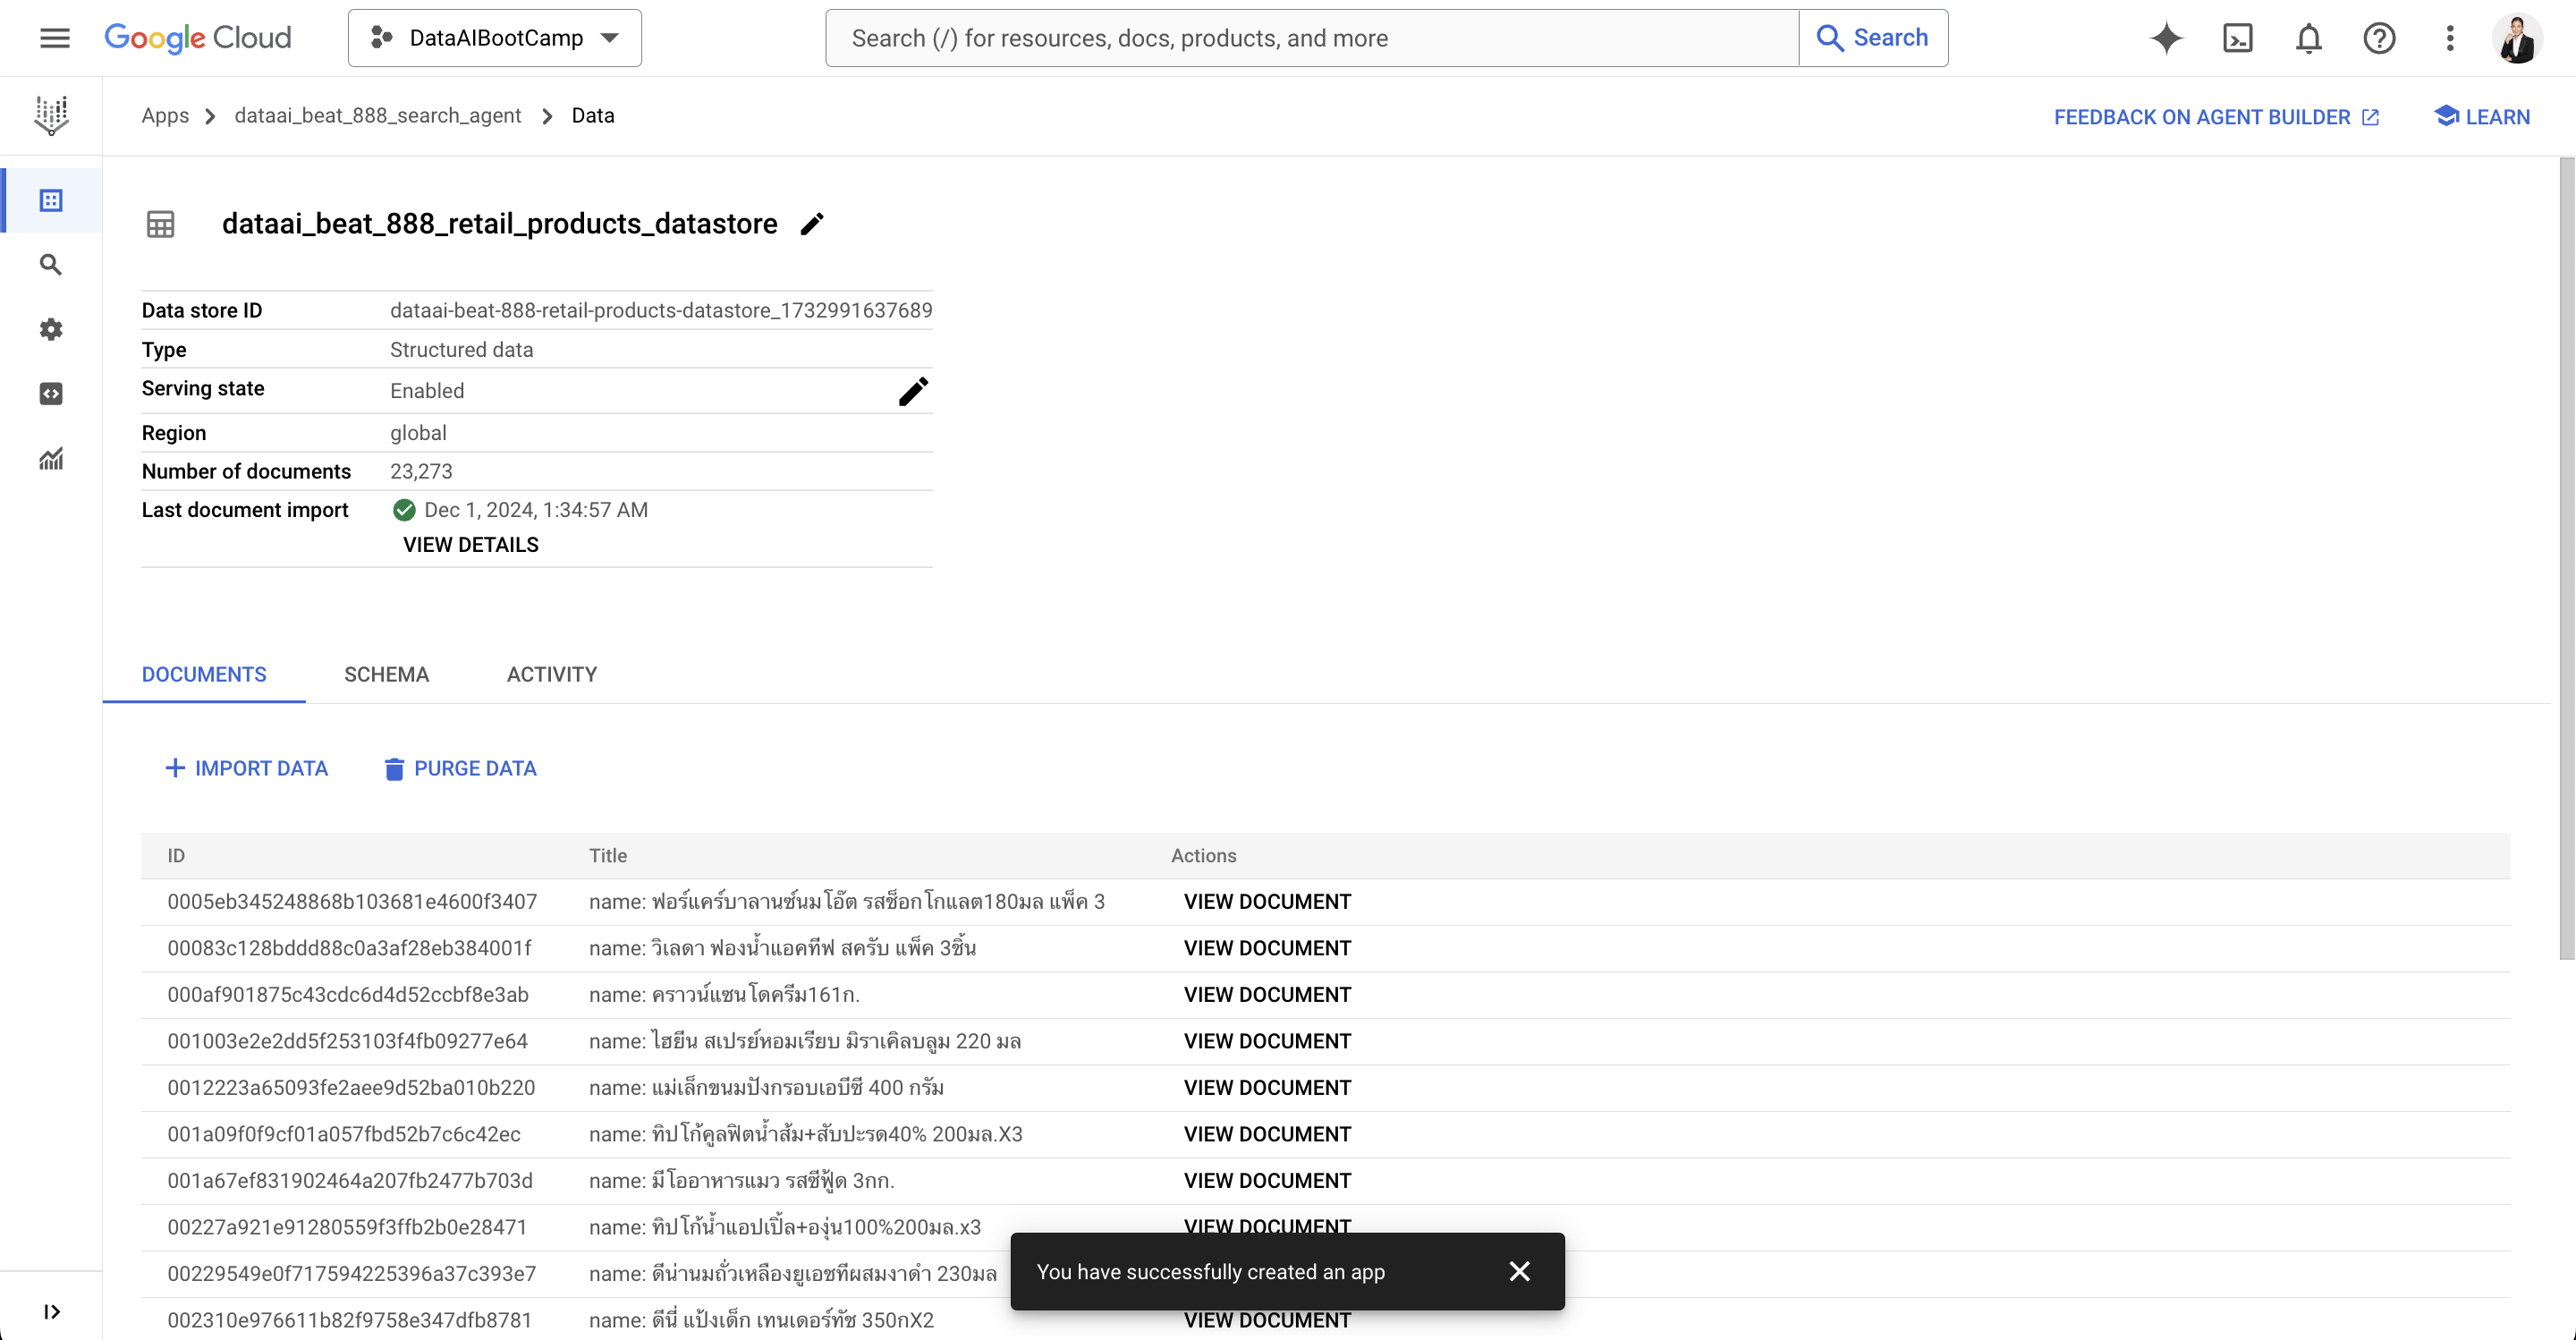 Google Cloud
DataAIBootCamp
Search (/) for resources, docs, products, and more
Search
Apps
dataai_beat_888_search_agent
Data
FEEDBACK ON AGENT BUILDER
LEARN
dataai_beat_888_retail_products_datastore
Data store ID dataai-beat-888-retail-products-datastore_1732991637689
Type Structured data
Serving state Enabled
Region global
Number of documents 23,273
Last document import Dec 1, 2024, 1:34:57 AM
VIEW DETAILS
DOCUMENTS SCHEMA ACTIVITY
IMPORT DATA PURGE DATA
ID Title Actions
0005eb345248868b103681e4600f3407 name: ฟอร์แคร์บาลานซ์นมโอ๊ต รสช็อกโกแลต180มล แพ็ค 3 VIEW DOCUMENT
00083c128bddd88c0a3af28eb384001f name: วิเลดา ฟองน้ำแอคทีฟ สครับ แพ็ค 3ชิ้น VIEW DOCUMENT
000af901875c43cdc6d4d52ccbf8e3ab name: คราวน์แซนโดครีม161ก. VIEW DOCUMENT
001003e2e2dd5f253103f4fb09277e64 name: ไฮยีน สเปรย์หอมเรียบ มิราเคิลบลูม 220 มล VIEW DOCUMENT
0012223a65093fe2aee9d52ba010b220 name: แม่เล็กขนมปังกรอบเอบีซี 400 กรัม VIEW DOCUMENT
001a09f0f9cf01a057fbd52b7c6c42ec name: ทิปโก้คูลฟิตน้ำส้ม+สับปะรด40% 200มล.X3 VIEW DOCUMENT
001a67ef831902464a207fb2477b703d name: มีโออาหารแมว รสซีฟู้ด 3กก. VIEW DOCUMENT
00227a921e91280559f3ffb2b0e28471 name: ทิปโก้น้ำแอปเปิ้ล+องุ่น100%200มล.x3 VIEW DOCUMENT
00229549e0f717594225396a37c393e7 name: ดีน่านมถั่วเหลืองยูเอชทีผสมงาดำ 230มล
You have successfully created an app
002310e976611b82f9758e347dfb8781 name: ดีนี่ แป้งเด็ก เทนเดอร์ทัช 350กX2 VIEW DOCUMENT